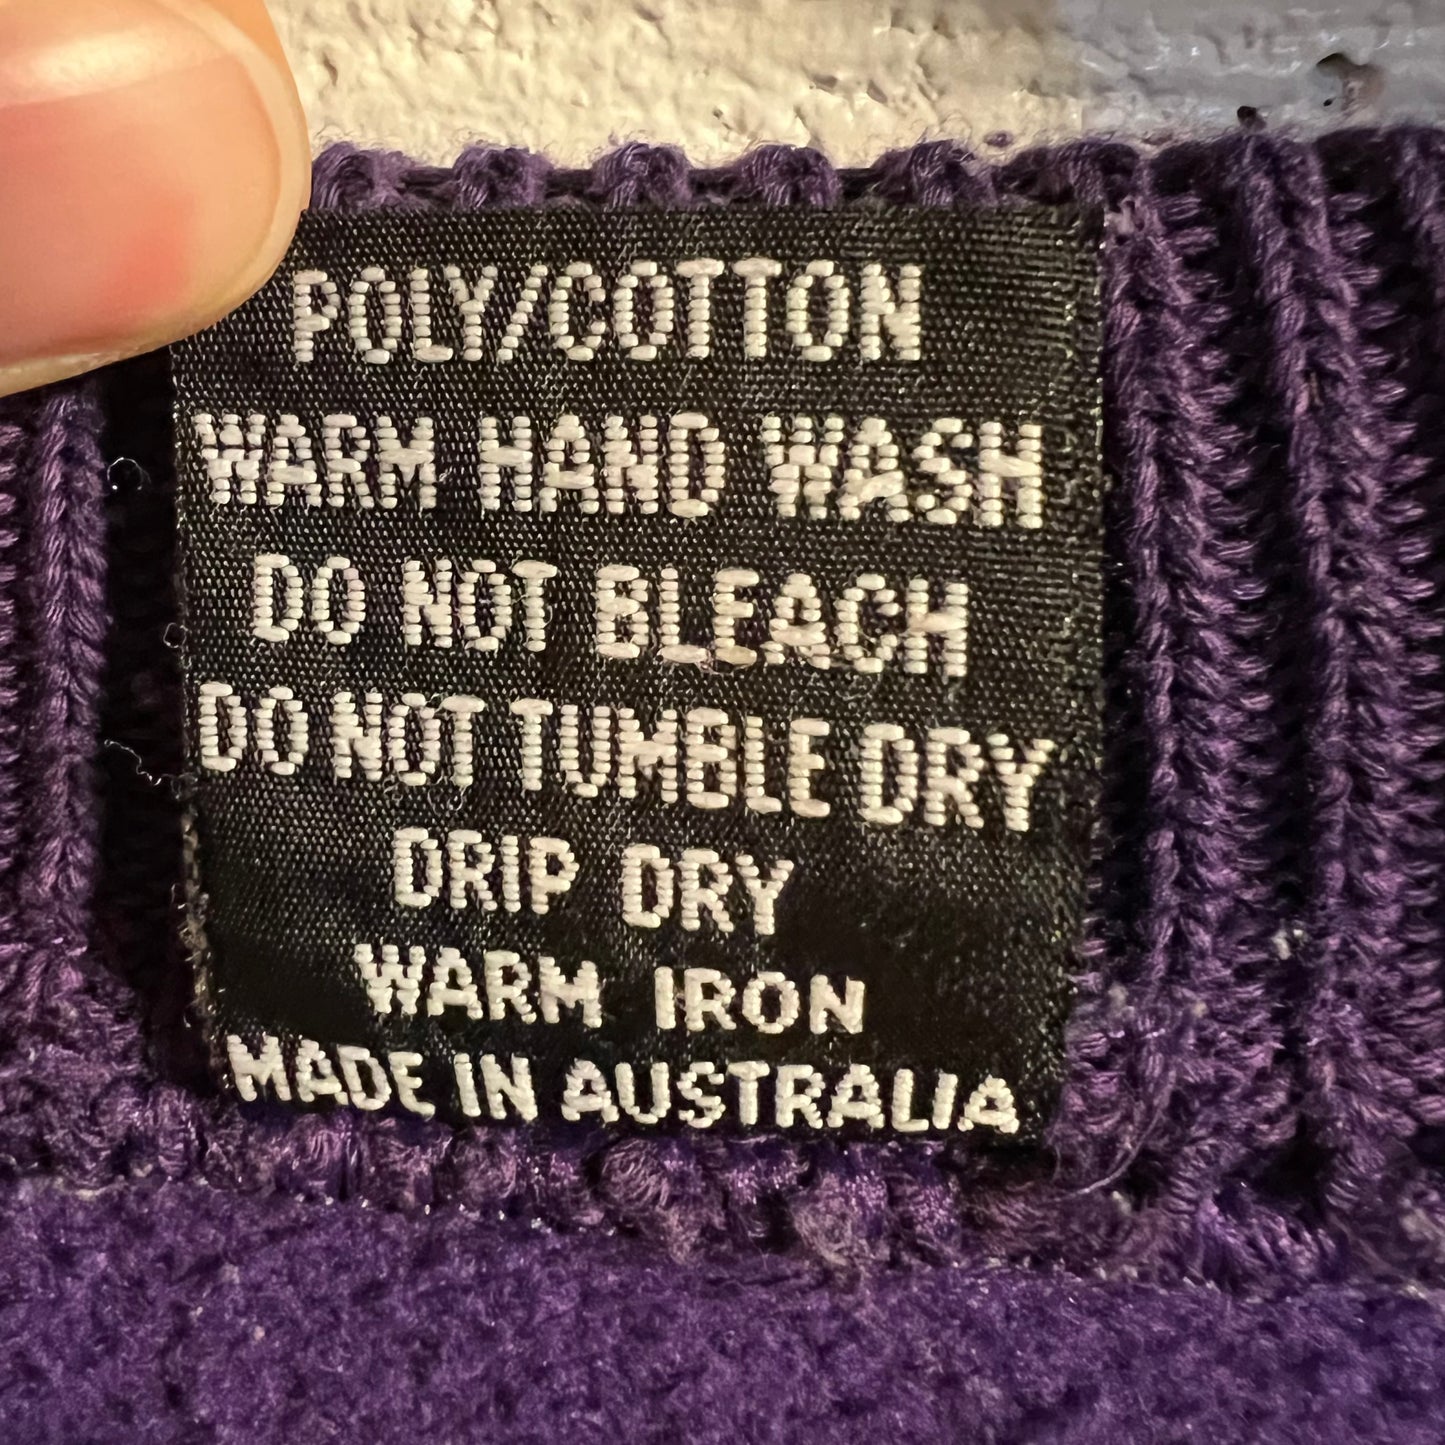 POLY/COTTON
WARM HAND WASH
DO NOT BLEACH
DO NOT TUMBLE DRY
DRIP DRY
WARM IRON
MADE IN AUSTRALIA